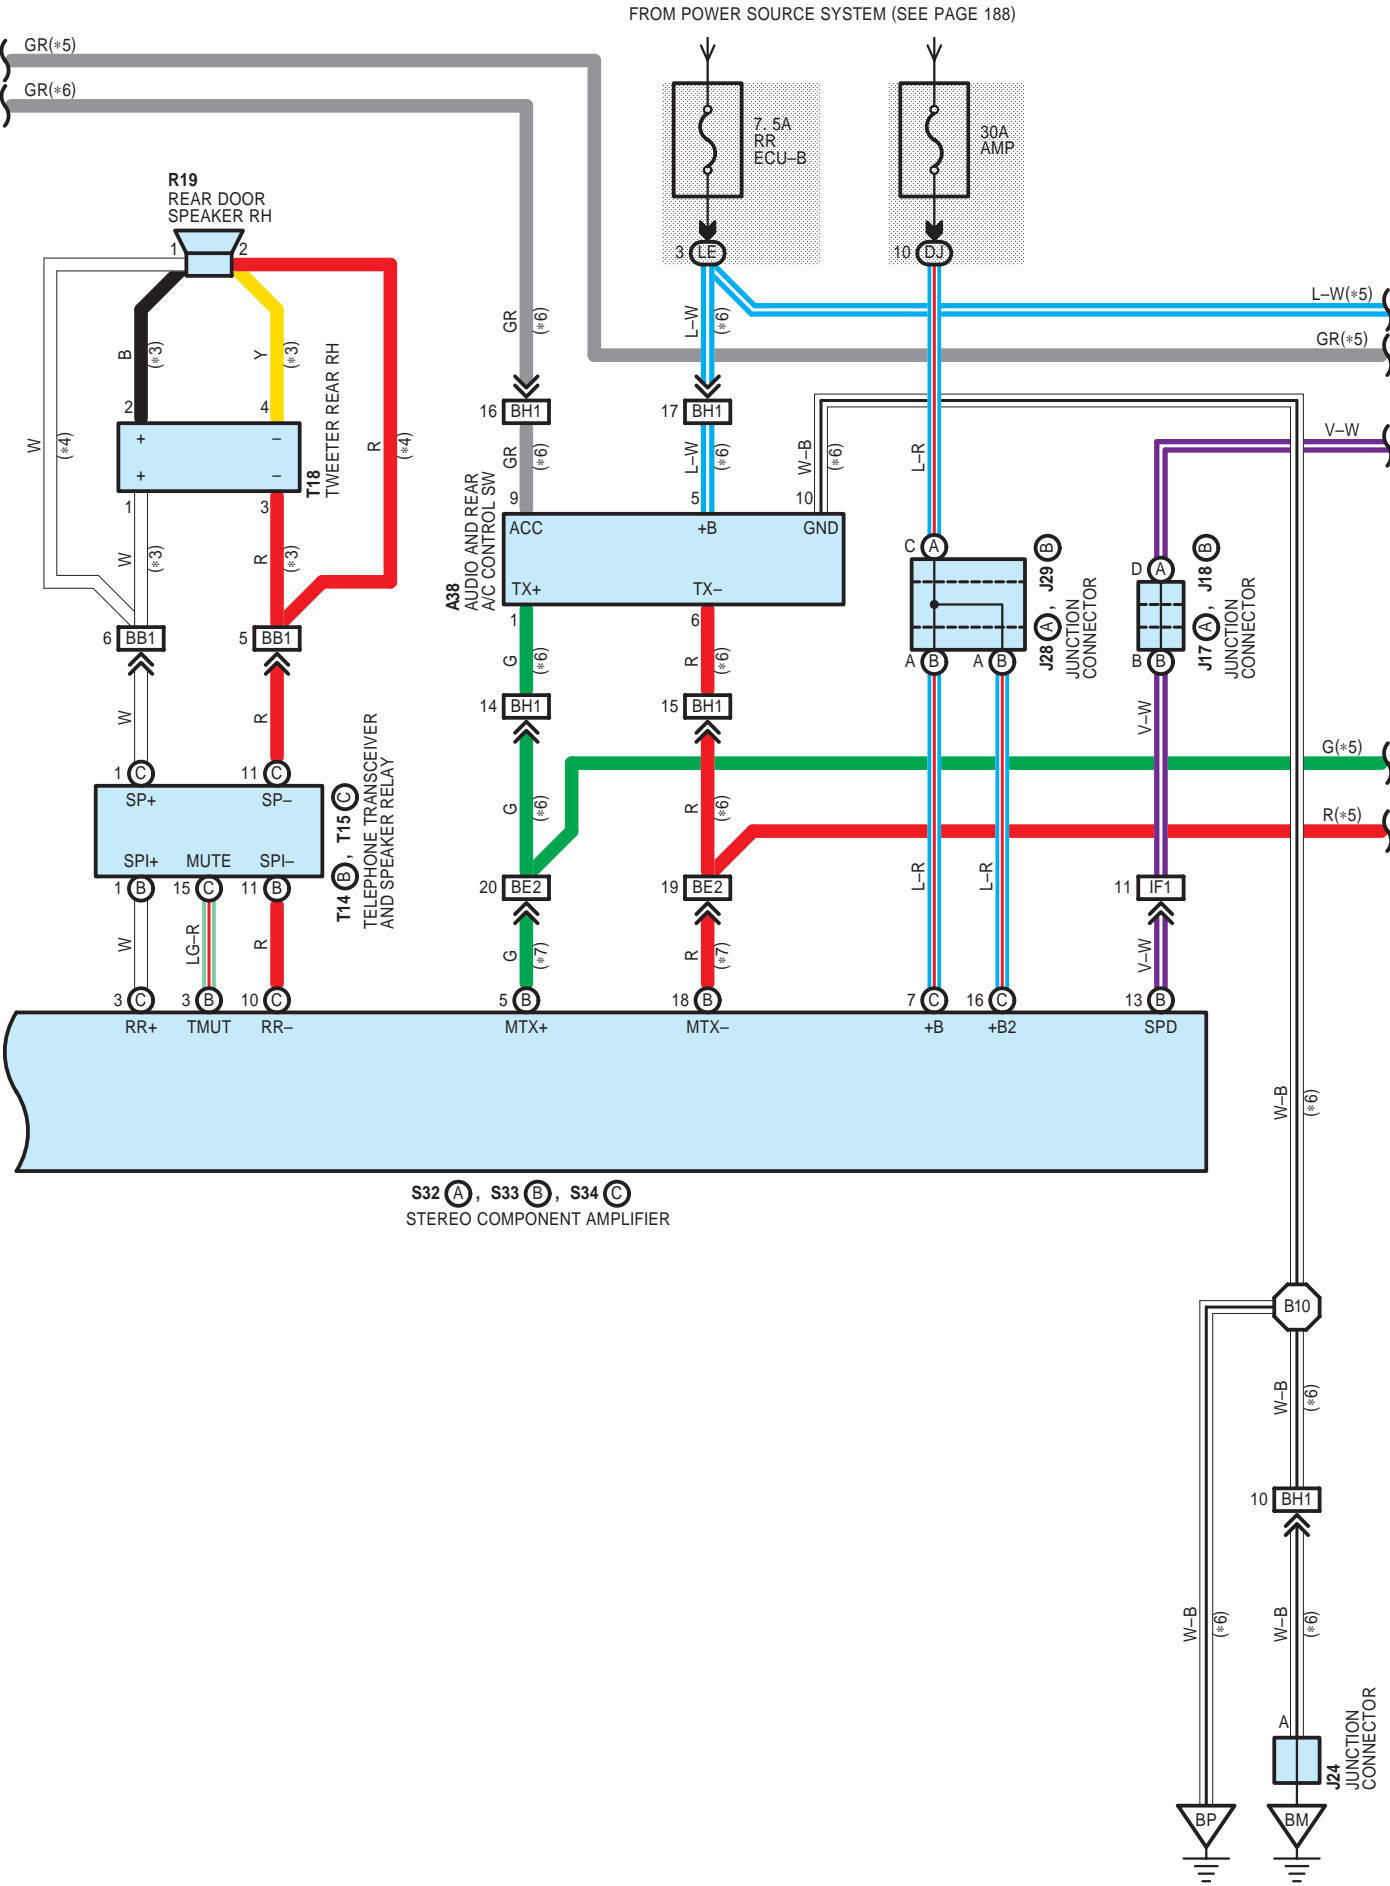 FROM POWER SOURCE SYSTEM (SEE PAGE 188)
GR(*5)
GR(*6)
7. 5A
RR
ECU–B
30A
AMP
R19
REAR DOOR
SPEAKER RH
1
2
3 LE
10 DJ
L–W(*5)
GR(*5)
B
(*3)
Y
(*3)
GR
(*6)
L–W
(*6)
2
4
16 BH1
17 BH1
V–W
W
(*4)
R
(*4)
+
–
+
–
T18
TWEETER REAR RH
GR
(*6)
L–W
(*6)
W–B
(*6)
L–R
1
3
9
5
10
ACC
+B
GND
A38
AUDIO AND REAR
A/C CONTROL SW
TX+
TX–
W
(*3)
R
(*3)
C A
J28 A , J29 B
JUNCTION
CONNECTOR
D A
J17 A , J18 B
JUNCTION
CONNECTOR
1
6
6 BB1
5 BB1
G
(*6)
R
(*6)
A B
A B
B B
14 BH1
15 BH1
W
R
V–W
G(*5)
1 C
11 C
SP+
SP–
SPI+
MUTE
SPI–
T14 B , T15 C
TELEPHONE TRANSCEIVER
AND SPEAKER RELAY
G
(*6)
R
(*6)
R(*5)
1 B
15 C
11 B
20 BE2
19 BE2
L–R
L–R
11 IF1
W
LG–R
R
G
(*7)
R
(*7)
V–W
3 C
3 B
10 C
5 B
18 B
7 C
16 C
13 B
RR+
TMUT
RR–
MTX+
MTX–
+B
+B2
SPD
W–B
(*6)
S32 A , S33 B , S34 C
STEREO COMPONENT AMPLIFIER
B10
W–B
(*6)
10 BH1
W–B
(*6)
W–B
(*6)
A
J24
JUNCTION
CONNECTOR
BP
BM